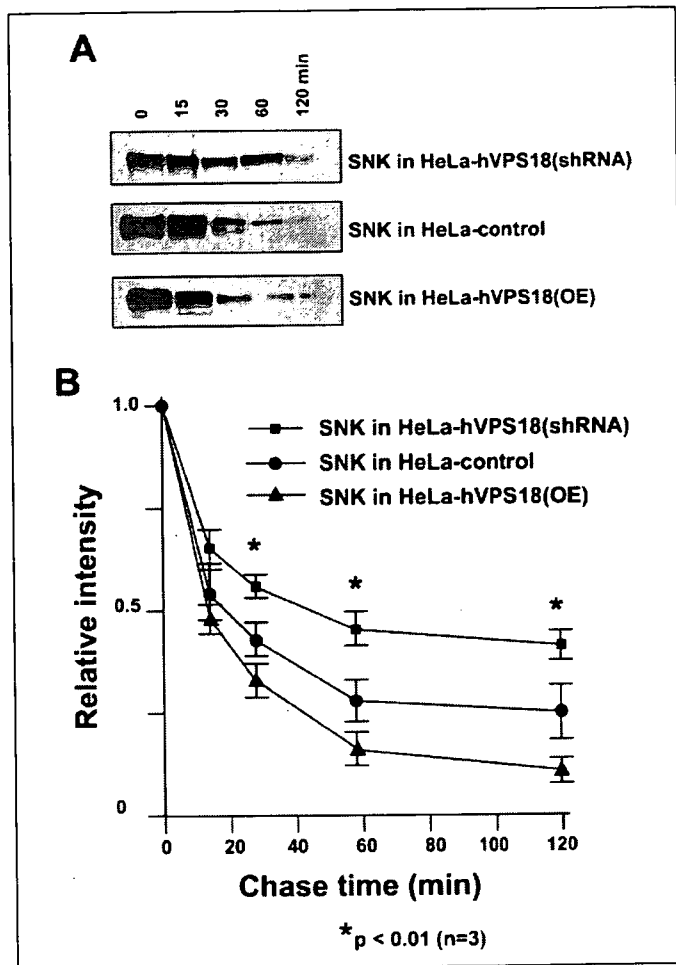 A
0 15 30 60 120 min
SNK in HeLa-hVPS18(shRNA)
SNK in HeLa-control
SNK in HeLa-hVPS18(OE)
B
1.0
SNK in HeLa-hVPS18(shRNA)
SNK in HeLa-control
SNK in HeLa-hVPS18(OE)
* * *
0.5
Relative intensity
0
0 20 40 60 80 100 120
Chase time (min)
*p < 0.01 (n=3)